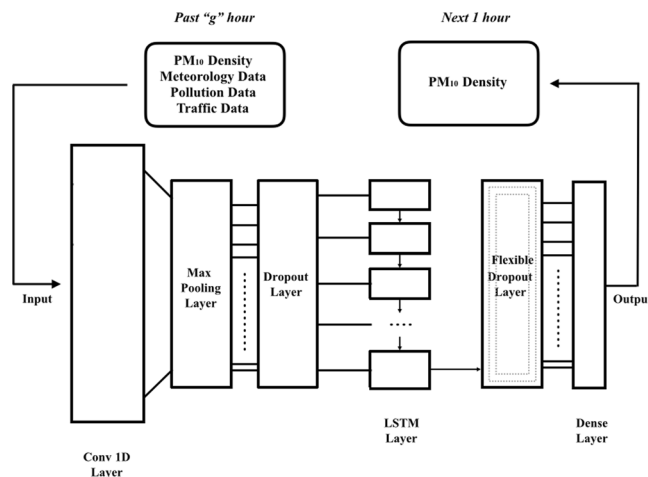 Past “g” hour
Next 1 hour
PM₁₀ Density
Meteorology Data
Pollution Data
Traffic Data
PM₁₀ Density
Input
Max
Pooling
Layer
Dropout
Layer
Flexible
Dropout
Layer
Outpu
LSTM
Layer
Dense
Layer
Conv 1D
Layer